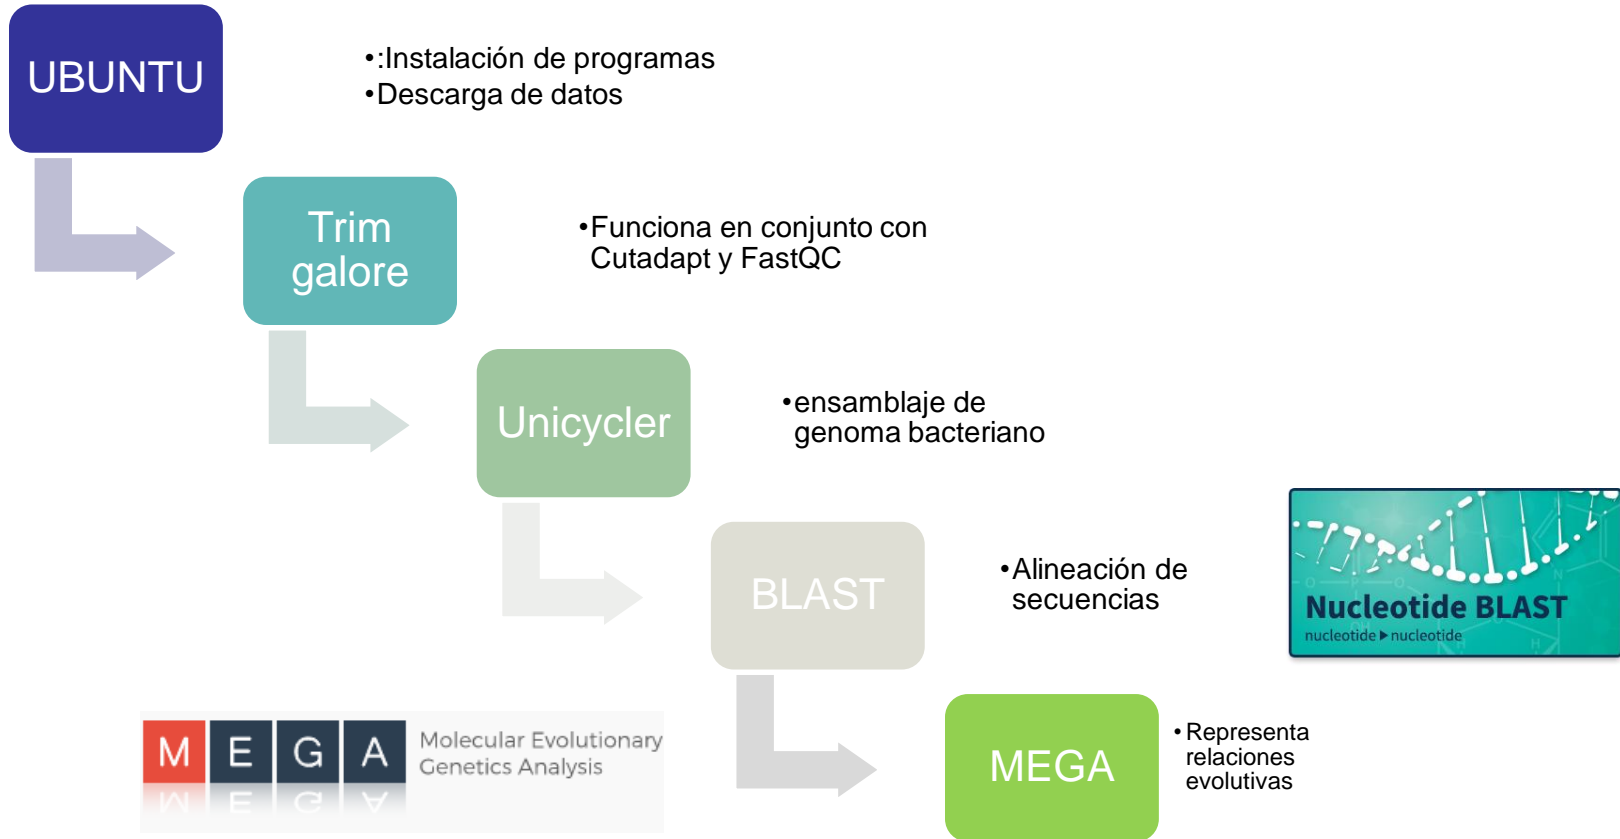 UBUNTU
•:Instalación de programas
•Descarga de datos
Trim
galore
•Funciona en conjunto con
Cutadapt y FastQC
Unicycler
•ensamblaje de
genoma bacteriano
BLAST
•Alineación de
secuencias
Nucleotide BLAST
nucleotide ▶ nucleotide
MEGA
Molecular Evolutionary
Genetics Analysis
MEGA
•Representa
relaciones
evolutivas